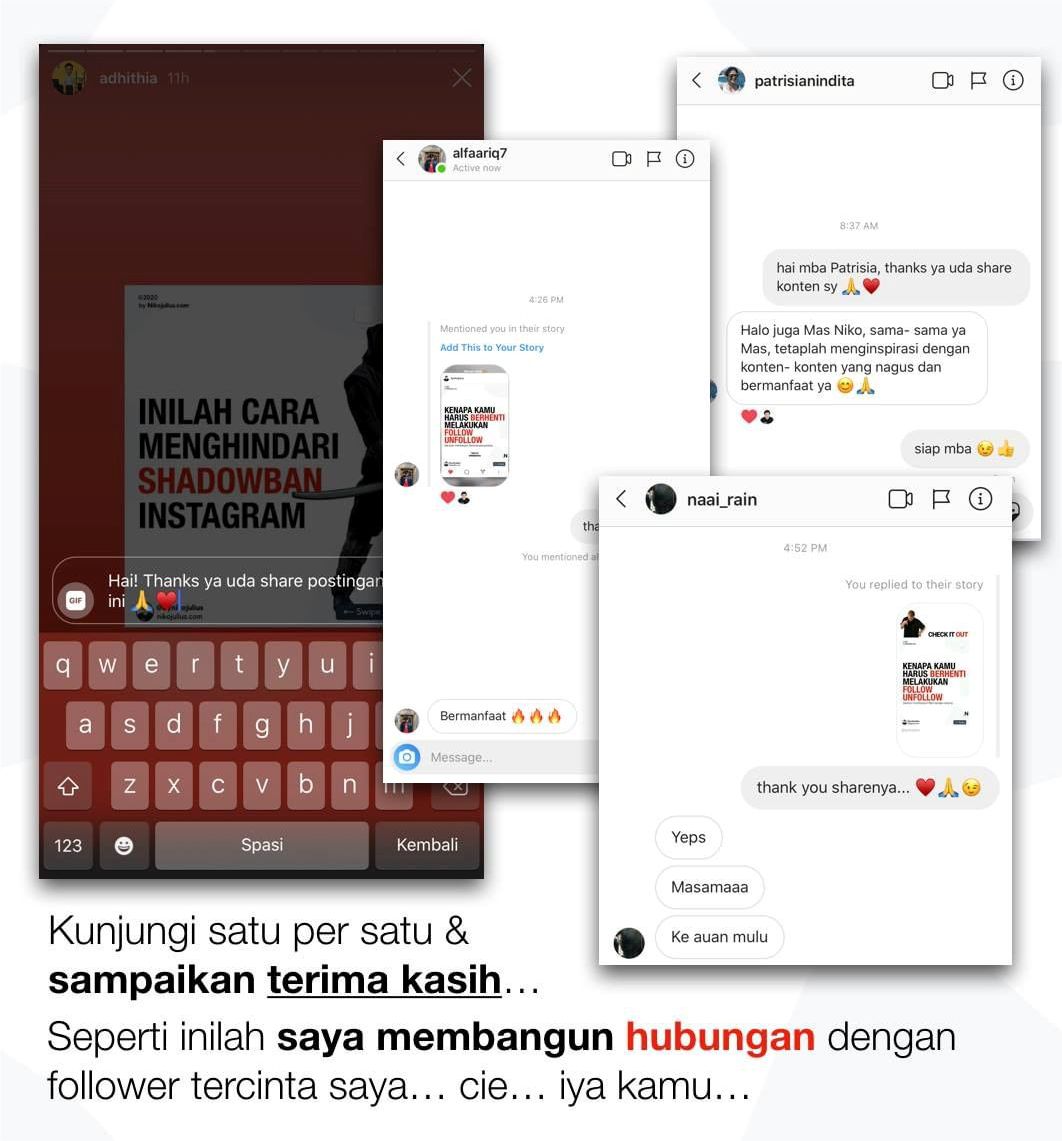 adhithia 11h
©2020
by Nikojulius.com
INILAH CARA
MENGHINDARI
SHADOWBAN
INSTAGRAM
Hai! Thanks ya uda share postingan
ini 🙏❤️
GIF
nikojulius.com
Swipe
q w e r t y u i
a s d f g h j
z x c v b n m
123
Spasi
Kembali
alfaariq7
Active now
4:26 PM
Mentioned you in their story
Add This to Your Story
KENAPA KAMU
HARUS BERHENTI
MELAKUKAN
FOLLOW
UNFOLLOW
tha
You mentioned al
Bermanfaat 🔥🔥🔥
Message...
patrisianindita
8:37 AM
hai mba Patrisia, thanks ya uda share
konten sy 🙏❤️
Halo juga Mas Niko, sama- sama ya
Mas, tetaplah menginspirasi dengan
konten- konten yang nagus dan
bermanfaat ya 😊🙏
siap mba 😉👍
naai_rain
4:52 PM
You replied to their story
CHECK IT OUT
KENAPA KAMU
HARUS BERHENTI
MELAKUKAN
FOLLOW
UNFOLLOW
thank you sharenya... ❤️🙏😉
Yeps
Masamaaa
Ke auan mulu
Kunjungi satu per satu &
sampaikan terima kasih...
Seperti inilah saya membangun hubungan dengan
follower tercinta saya... cie... iya kamu...